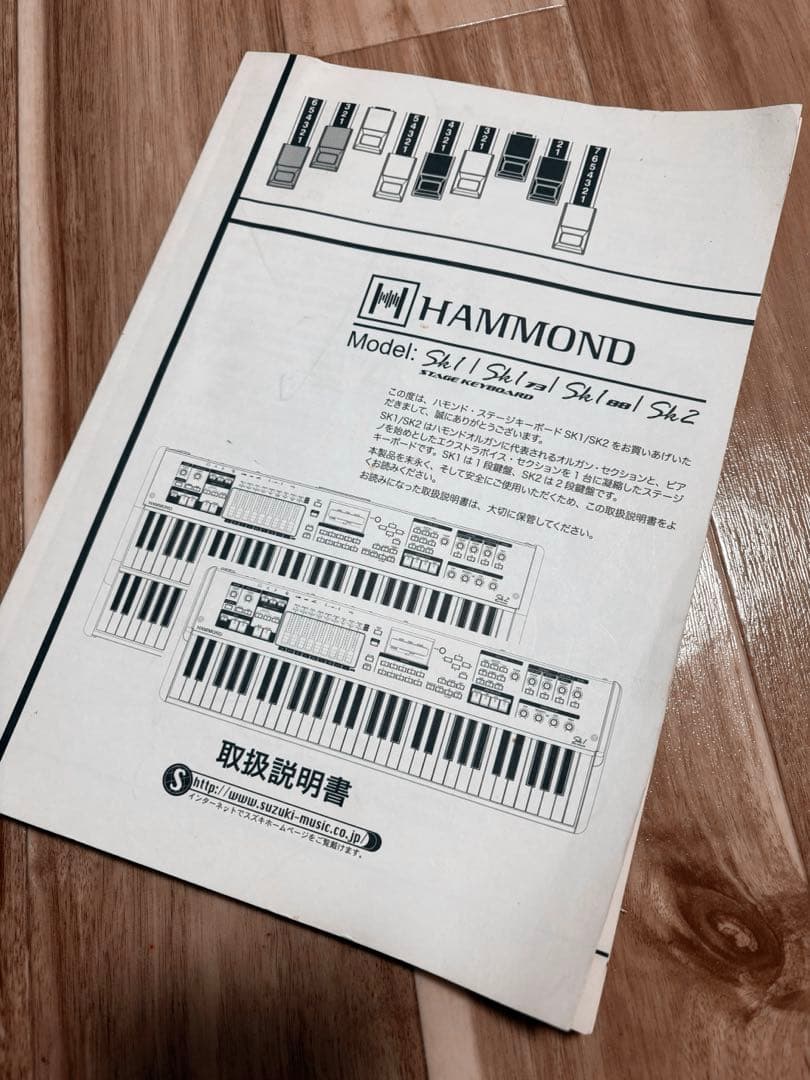 654321
321
54321
4321
321
21
7654321
HAMMOND
Model: Sk1 | Sk1 73 | Sk1 88 | Sk2
STAGE KEYBOARD
この度は、ハモンド・ステージキーボード SK1/SK2 をお買いあげいた
だきまして、誠にありがとうございます。
SK1/SK2 はハモンドオルガンに代表されるオルガン・セクションと、ピア
ノを始めとしたエクストラボイス・セクションを 1 台に凝縮したステージ
キーボードです。SK1 は 1 段鍵盤、SK2 は 2 段鍵盤です。
本製品を末永く、そして安全にご使用いただくため、この取扱説明書をよ
くお読みください。
お読みになった取扱説明書は、大切に保管してください。
HAMMOND
Sk2
HAMMOND
Sk1
取扱説明書
S http://www.suzuki-music.co.jp/
インターネットでスズキホームページをご覧戴けます。